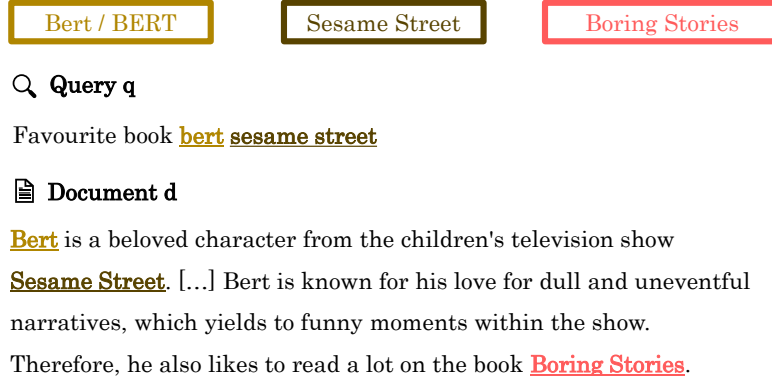 Bert / BERT Sesame Street Boring Stories
Query q
Favourite book bert sesame street
Document d
Bert is a beloved character from the children's television show
Sesame Street. [...] Bert is known for his love for dull and uneventful
narratives, which yields to funny moments within the show.
Therefore, he also likes to read a lot on the book Boring Stories.